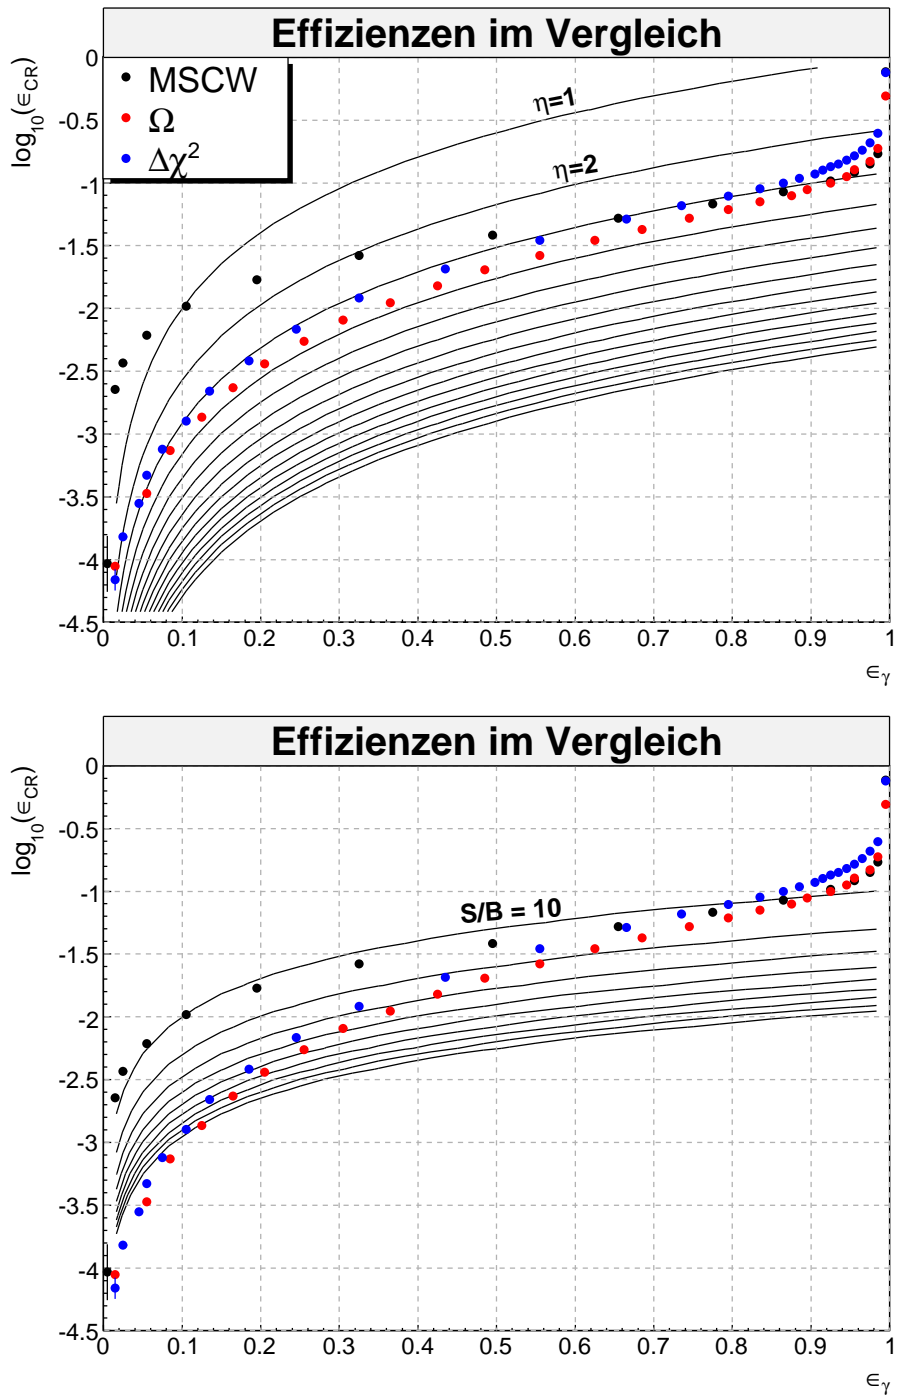 Effizienzen im Vergleich
log₁₀(ϵ_CR)
0
-0.5
-1
-1.5
-2
-2.5
-3
-3.5
-4
-4.5
MSCW
Ω
Δχ²
η=1
η=2
0 0.1 0.2 0.3 0.4 0.5 0.6 0.7 0.8 0.9 1
ϵ_γ
Effizienzen im Vergleich
log₁₀(ϵ_CR)
0
-0.5
-1
-1.5
-2
-2.5
-3
-3.5
-4
-4.5
S/B = 10
0 0.1 0.2 0.3 0.4 0.5 0.6 0.7 0.8 0.9 1
ϵ_γ